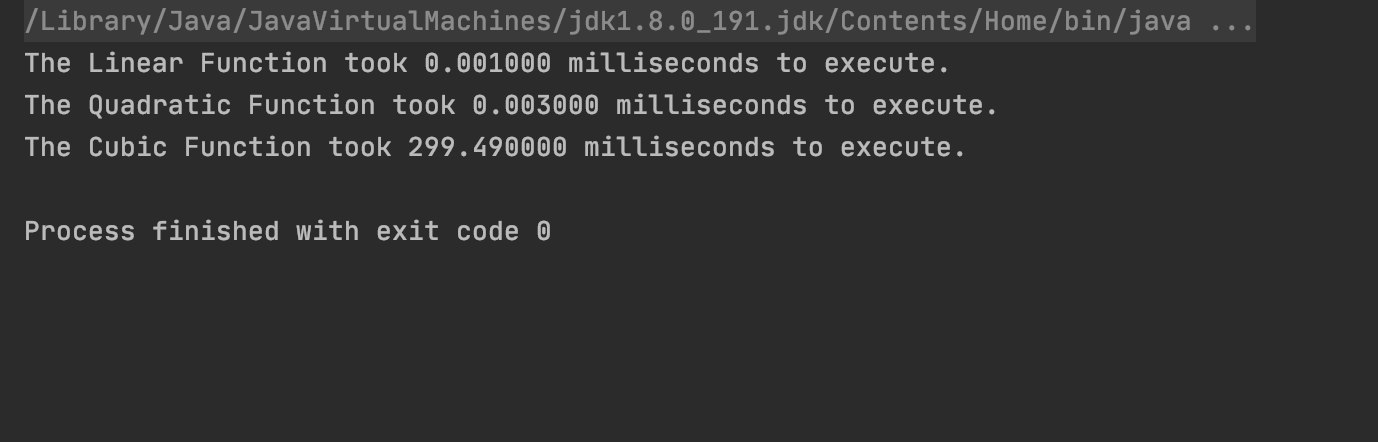 /Library/Java/JavaVirtualMachines/jdk1.8.0_191.jdk/Contents/Home/bin/java ...
The Linear Function took 0.001000 milliseconds to execute.
The Quadratic Function took 0.003000 milliseconds to execute.
The Cubic Function took 299.490000 milliseconds to execute.
Process finished with exit code 0